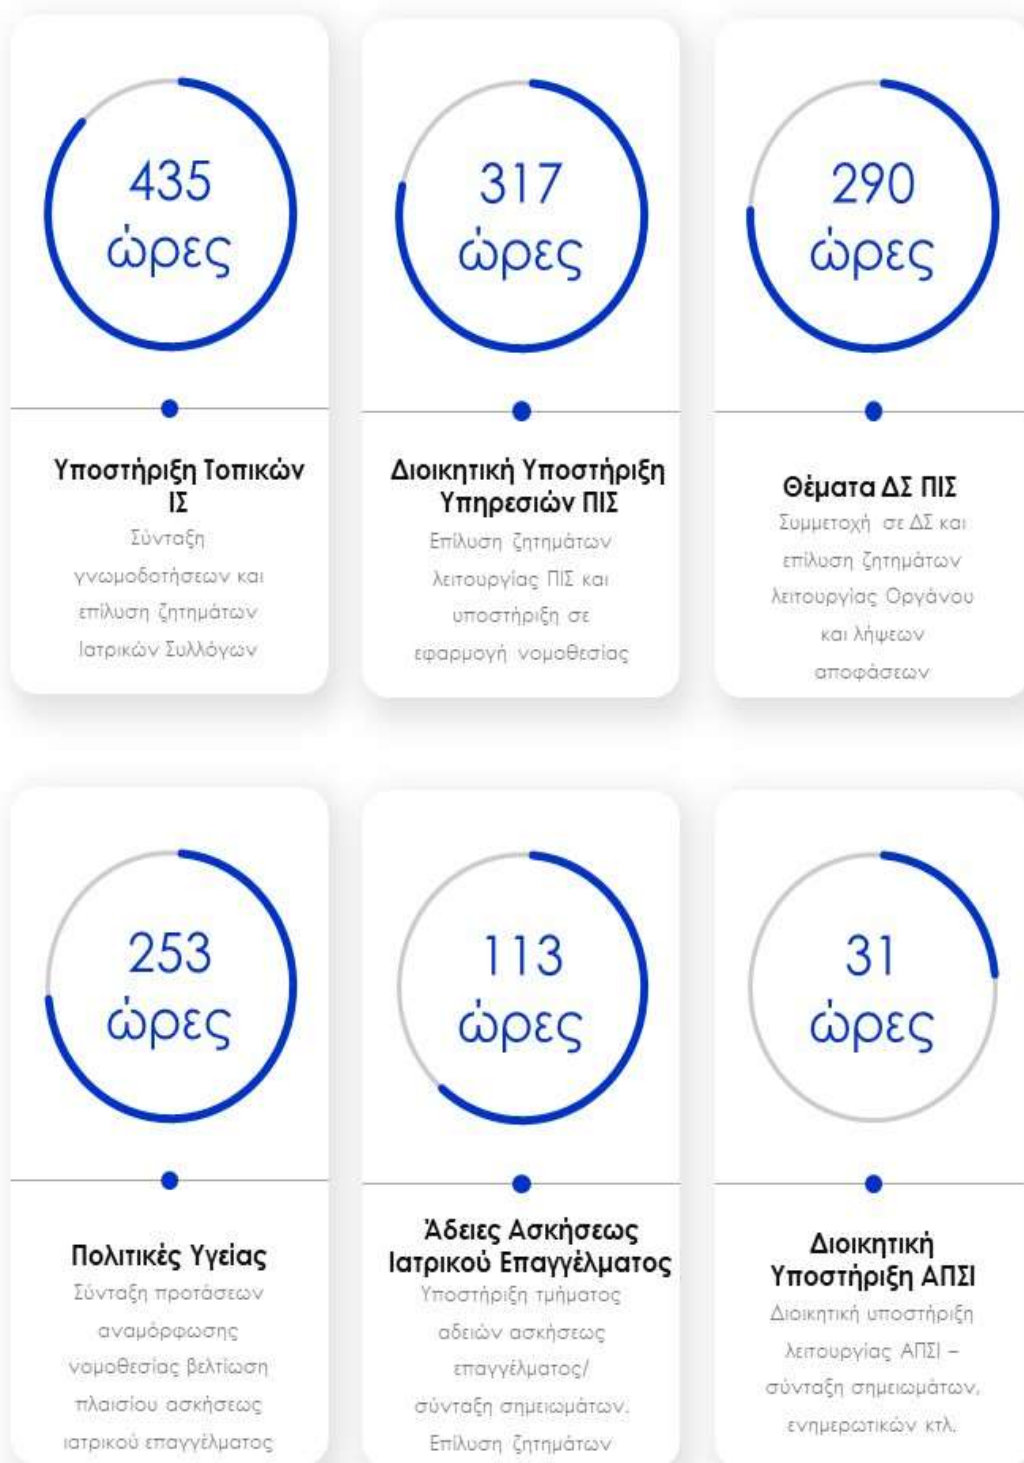 435
ώρες
Υποστήριξη Τοπικών
ΙΣ
Σύνταξη
γνωμοδοτήσεων και
επίλυση ζητημάτων
Ιατρικών Συλλόγων
317
ώρες
Διοικητική Υποστήριξη
Υπηρεσιών ΠΙΣ
Επίλυση ζητημάτων
λειτουργίας ΠΙΣ και
υποστήριξη σε
εφαρμογή νομοθεσίας
290
ώρες
Θέματα ΔΣ ΠΙΣ
Συμμετοχή σε ΔΣ και
επίλυση ζητημάτων
λειτουργίας Οργάνου
και λήψεων
αποφάσεων
253
ώρες
Πολιτικές Υγείας
Σύνταξη προτάσεων
αναμόρφωσης
νομοθεσίας βελτίωση
πλαισίου ασκήσεως
ιατρικού επαγγέλματος
113
ώρες
Άδειες Ασκήσεως
Ιατρικού Επαγγέλματος
Υποστήριξη τμήματος
αδειών ασκήσεως
επαγγέλματος/
σύνταξη σημειωμάτων.
Επίλυση ζητημάτων
31
ώρες
Διοικητική
Υποστήριξη ΑΠΣΙ
Διοικητική υποστήριξη
λειτουργίας ΑΠΣΙ –
σύνταξη σημειωμάτων,
ενημερωτικών κτλ.